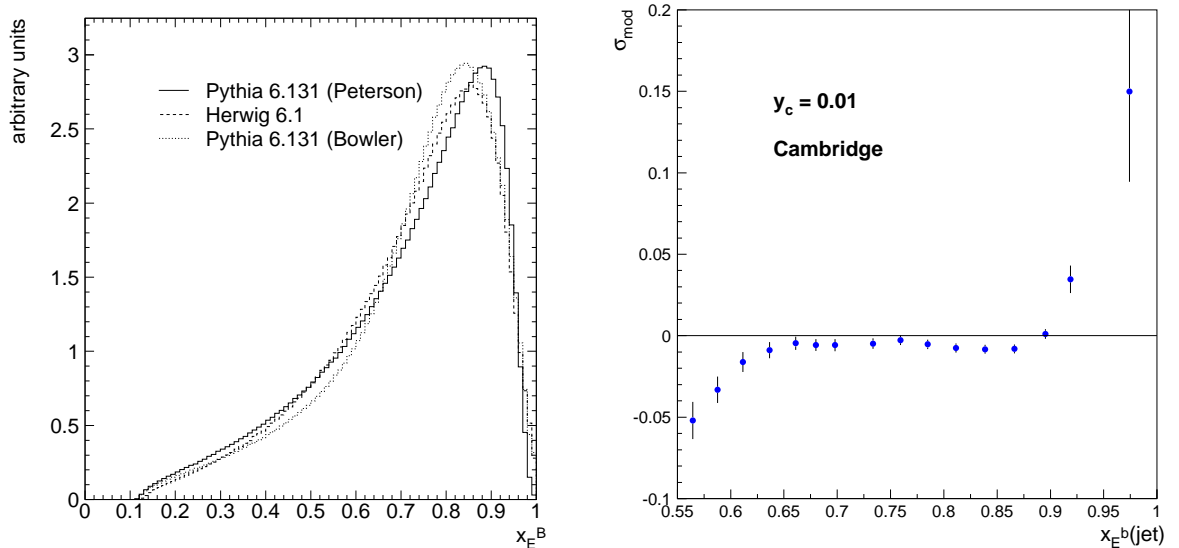 arbitrary units
3
2.5
2
1.5
1
0.5
0
Pythia 6.131 (Peterson)
Herwig 6.1
Pythia 6.131 (Bowler)
0 0.1 0.2 0.3 0.4 0.5 0.6 0.7 0.8 0.9 1
x_E^B
σ_mod
0.2
0.15
0.1
0.05
0
-0.05
-0.1
y_c = 0.01
Cambridge
0.55 0.6 0.65 0.7 0.75 0.8 0.85 0.9 0.95 1
x_E^b(jet)